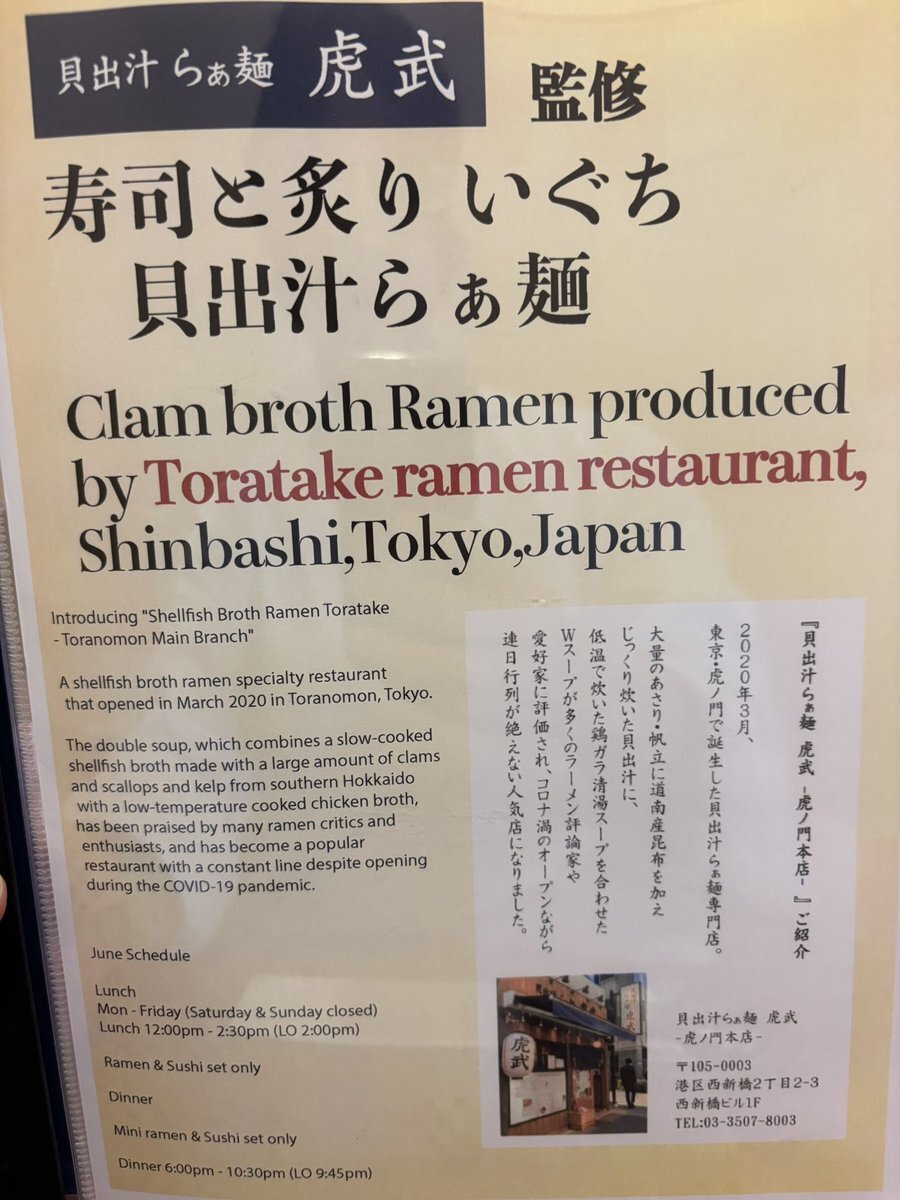 貝出汁 らぁ麺 虎武
監修
寿司と炙り いぐち
貝出汁らぁ麺
Clam broth Ramen produced
by Toratake ramen restaurant,
Shinbashi,Tokyo,Japan
Introducing "Shellfish Broth Ramen Toratake
- Toranomon Main Branch"
A shellfish broth ramen specialty restaurant
that opened in March 2020 in Toranomon, Tokyo.
The double soup, which combines a slow-cooked
shellfish broth made with a large amount of clams
and scallops and kelp from southern Hokkaido
with a low-temperature cooked chicken broth,
has been praised by many ramen critics and
enthusiasts, and has become a popular
restaurant with a constant line despite opening
during the COVID-19 pandemic.
June Schedule
Lunch
Mon - Friday (Saturday & Sunday closed)
Lunch 12:00pm - 2:30pm (LO 2:00pm)
Ramen & Sushi set only
Dinner
Mini ramen & Sushi set only
Dinner 6:00pm - 10:30pm (LO 9:45pm)
『貝出汁らぁ麺 虎武 -虎ノ門本店- 』ご紹介
2020年3月、
東京・虎ノ門で誕生した貝出汁らぁ麺専門店。
大量のあさり・帆立に道南産昆布を加え
じっくり炊いた貝出汁に、
低温で炊いた鶏ガラ清湯スープを合わせた
Wスープが多くのラーメン評論家や
愛好家に評価され、コロナ渦のオープンながら
連日行列が絶えない人気店になりました。
虎武
貝出汁らぁ麺 虎武
-虎ノ門本店-
〒105-0003
港区西新橋2丁目2-3
西新橋ビル1F
TEL:03-3507-8003